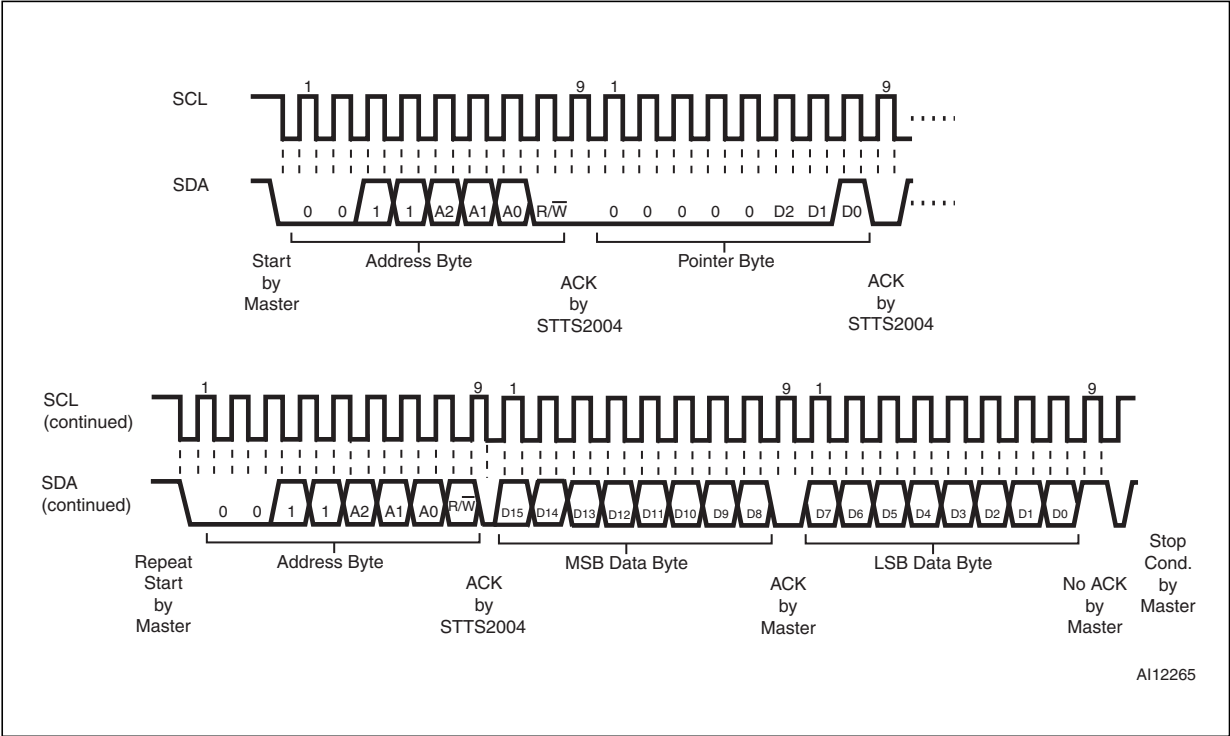 1 9 1 9
SCL
SDA
0 0 1 1 A2 A1 A0 R/W 0 0 0 0 0 D2 D1 D0
Start
by
Master
Address Byte
ACK
by
STTS2004
Pointer Byte
ACK
by
STTS2004
1 9 1 9 1 9
SCL
(continued)
SDA
(continued)
0 0 1 1 A2 A1 A0 R/W D15 D14 D13 D12 D11 D10 D9 D8 D7 D6 D5 D4 D3 D2 D1 D0
Repeat
Start
by
Master
Address Byte
ACK
by
STTS2004
MSB Data Byte
ACK
by
Master
LSB Data Byte
No ACK
by
Master
Stop
Cond.
by
Master
AI12265